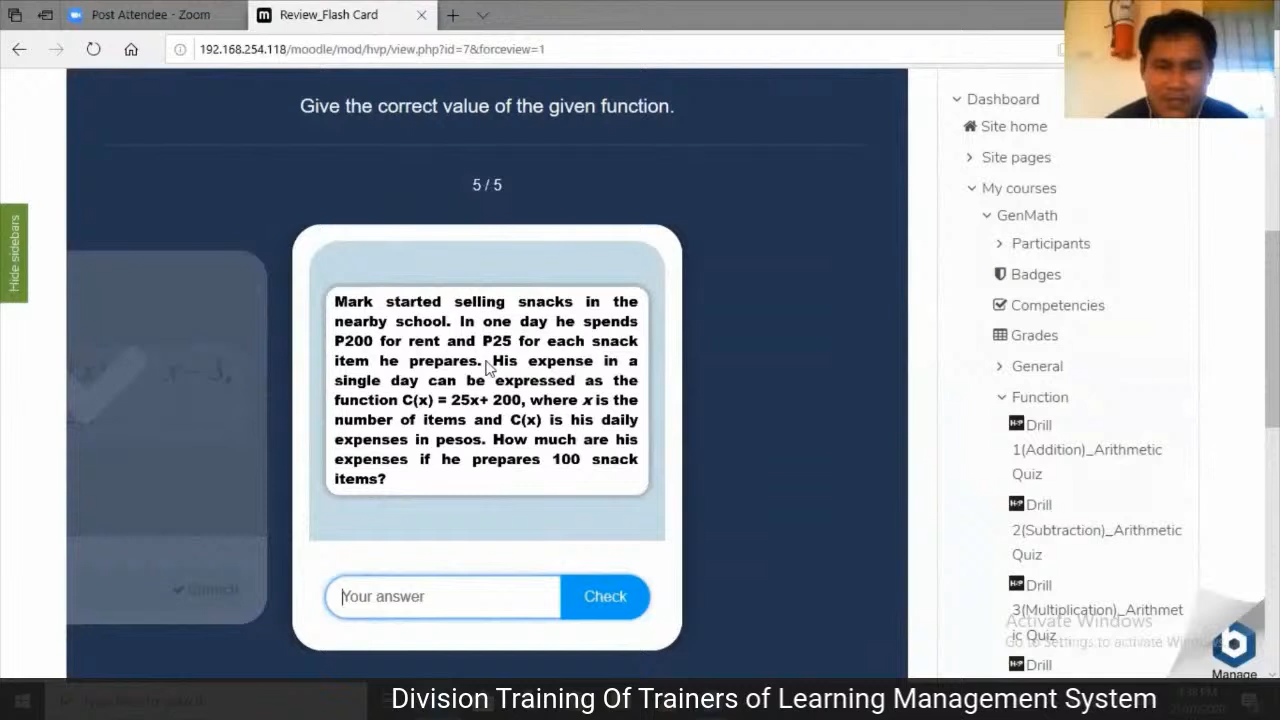 Post Attendee - Zoom
Review_Flash Card
192.168.254.118/moodle/mod/hvp/view.php?id=7&forceview=1
Hide sidebars
Give the correct value of the given function.
5 / 5
Mark started selling snacks in the
nearby school. In one day he spends
P200 for rent and P25 for each snack
item he prepares. His expense in a
single day can be expressed as the
function C(x) = 25x+ 200, where x is the
number of items and C(x) is his daily
expenses in pesos. How much are his
expenses if he prepares 100 snack
items?
Your answer
Check
Dashboard
Site home
Site pages
My courses
GenMath
Participants
Badges
Competencies
Grades
General
Function
Drill
1(Addition)_Arithmetic
Quiz
Drill
2(Subtraction)_Arithmetic
Quiz
Drill
3(Multiplication)_Arithmet
ic Quiz
Drill
Activate Windows
Go to Settings to activate
Manage
Division Training Of Trainers of Learning Management System